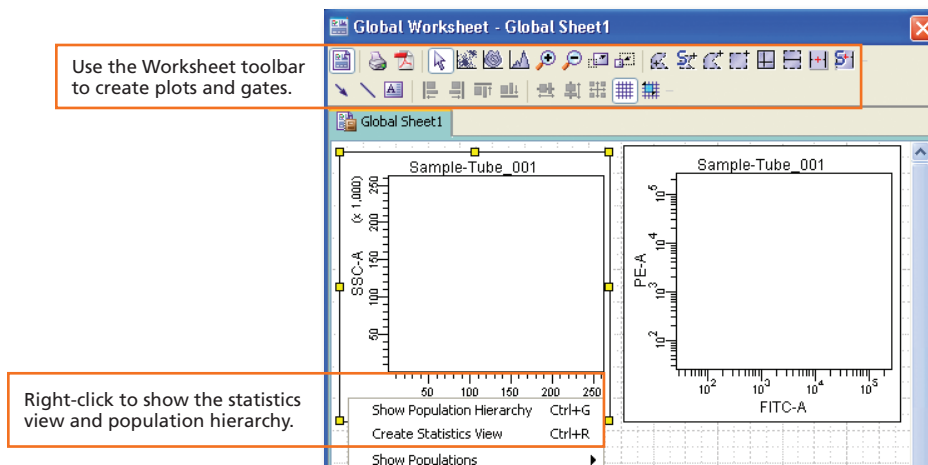 Global Worksheet - Global Sheet1
Use the Worksheet toolbar
to create plots and gates.
Global Sheet1
Sample-Tube_001
(x 1,000)
SSC-A
250
200
150
100
50
50 100 150 200 250
Sample-Tube_001
PE-A
10^5
10^4
10^3
10^2
10^2 10^3 10^4 10^5
FITC-A
Right-click to show the statistics
view and population hierarchy.
Show Population Hierarchy Ctrl+G
Create Statistics View Ctrl+R
Show Populations